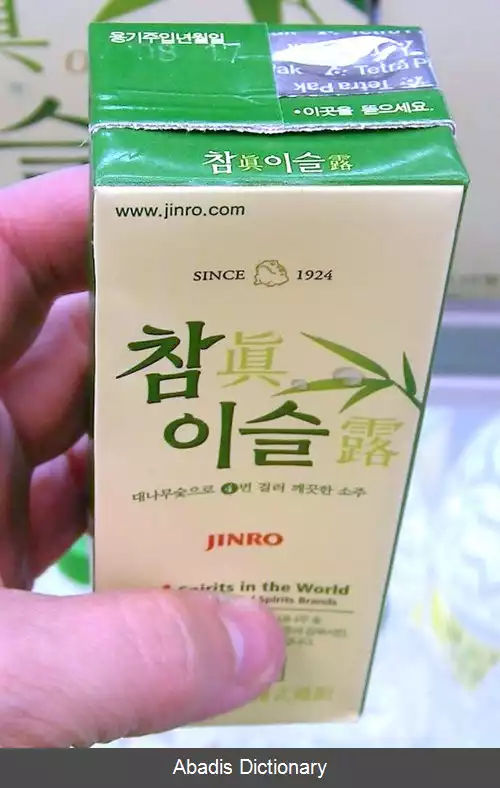 용기주입년월일
Pak Tetra P
Tetra Pak
•이곳을 뜯으세요.
참眞이슬露
www.jinro.com
SINCE 1924
참眞
이슬露
대나무숯으로 4번 걸러 깨끗한 소주
JINRO
Spirits in the World
Spirits Brands
Abadis Dictionary